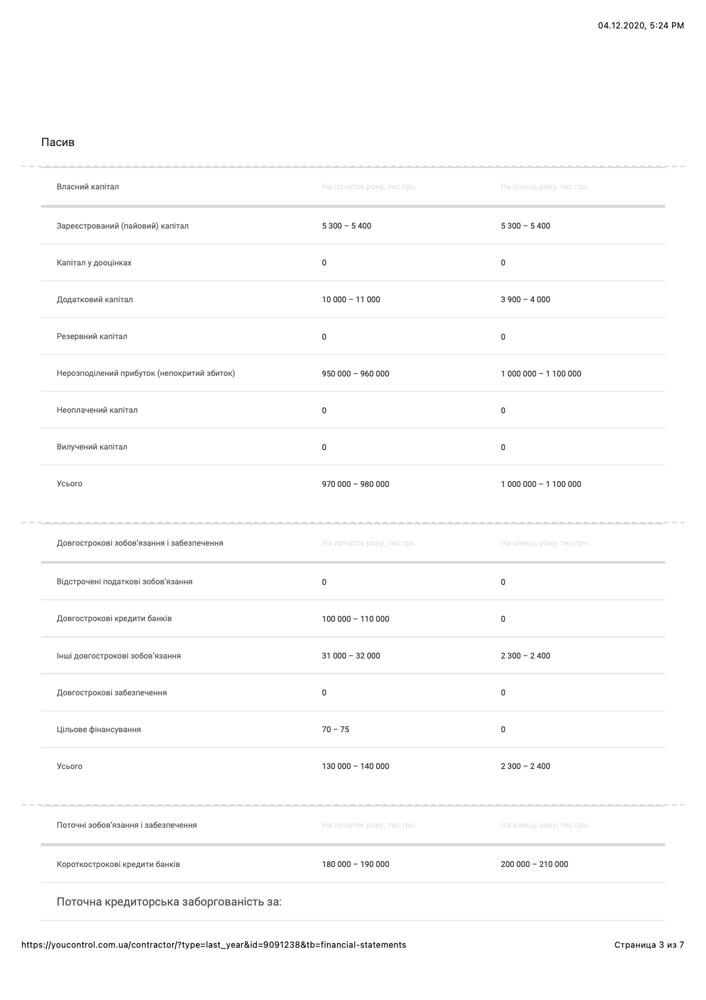 04.12.2020, 5:24 PM
Пасив
Власний капітал На початок року, тис.грн. На кінець року, тис.грн.
Зареєстрований (пайовий) капітал 5 300 – 5 400 5 300 – 5 400
Капітал у дооцінках 0 0
Додатковий капітал 10 000 – 11 000 3 900 – 4 000
Резервний капітал 0 0
Нерозподілений прибуток (непокритий збиток) 950 000 – 960 000 1 000 000 – 1 100 000
Неоплачений капітал 0 0
Вилучений капітал 0 0
Усього 970 000 – 980 000 1 000 000 – 1 100 000
Довгострокові зобов’язання і забезпечення На початок року, тис.грн. На кінець року, тис.грн.
Відстрочені податкові зобов’язання 0 0
Довгострокові кредити банків 100 000 – 110 000 0
Інші довгострокові зобов’язання 31 000 – 32 000 2 300 – 2 400
Довгострокові забезпечення 0 0
Цільове фінансування 70 – 75 0
Усього 130 000 – 140 000 2 300 – 2 400
Поточні зобов’язання і забезпечення На початок року, тис.грн. На кінець року, тис.грн.
Короткострокові кредити банків 180 000 – 190 000 200 000 – 210 000
Поточна кредиторська заборгованість за:
https://youcontrol.com.ua/contractor/?type=last_year&id=9091238&tb=financial-statements Страница 3 из 7